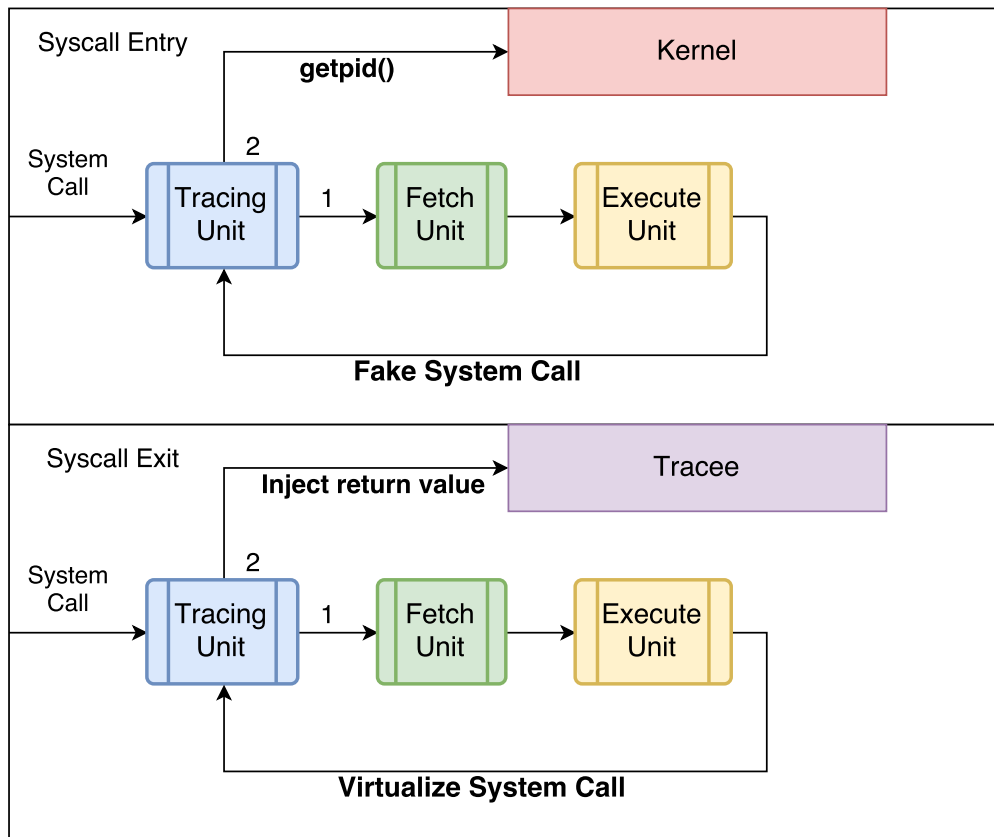 Syscall Entry
Kernel
getpid()
2
System
Call
Tracing
Unit
1
Fetch
Unit
Execute
Unit
Fake System Call
Syscall Exit
Tracee
Inject return value
2
System
Call
Tracing
Unit
1
Fetch
Unit
Execute
Unit
Virtualize System Call